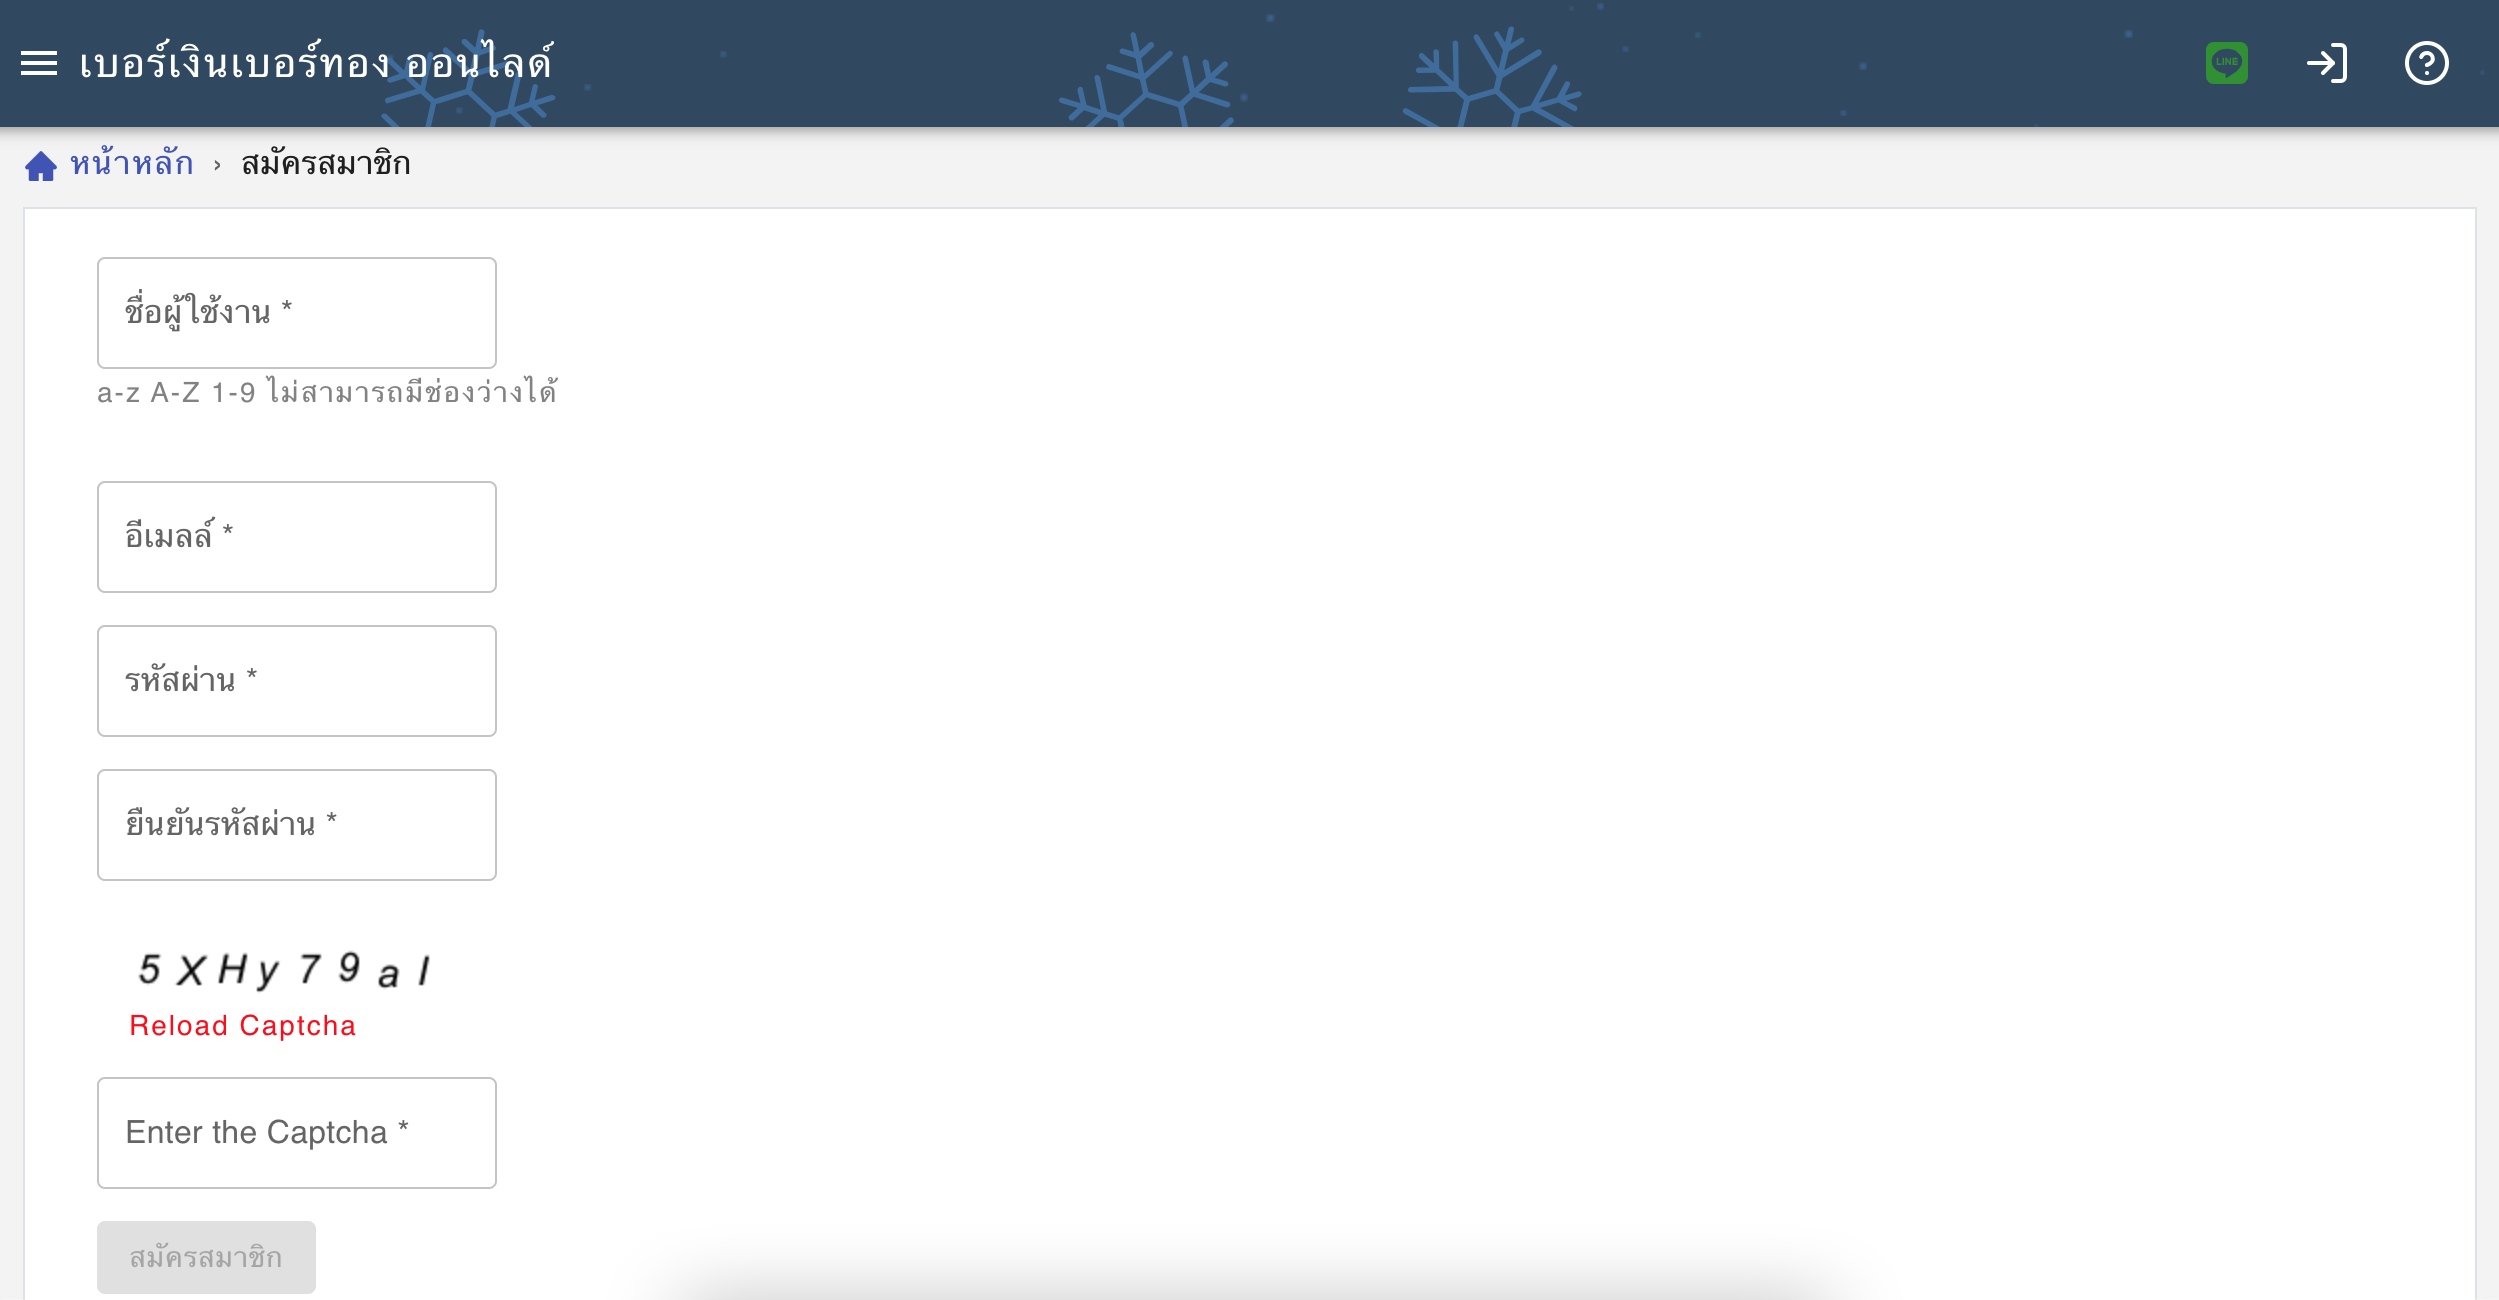 เบอร์เงินเบอร์ทอง ออนไลด์
LINE
หน้าหลัก › สมัครสมาชิก
ชื่อผู้ใช้งาน *
a-z A-Z 1-9 ไม่สามารถมีช่องว่างได้
อีเมลล์ *
รหัสผ่าน *
ยืนยันรหัสผ่าน *
Reload Captcha
Enter the Captcha *
สมัครสมาชิก